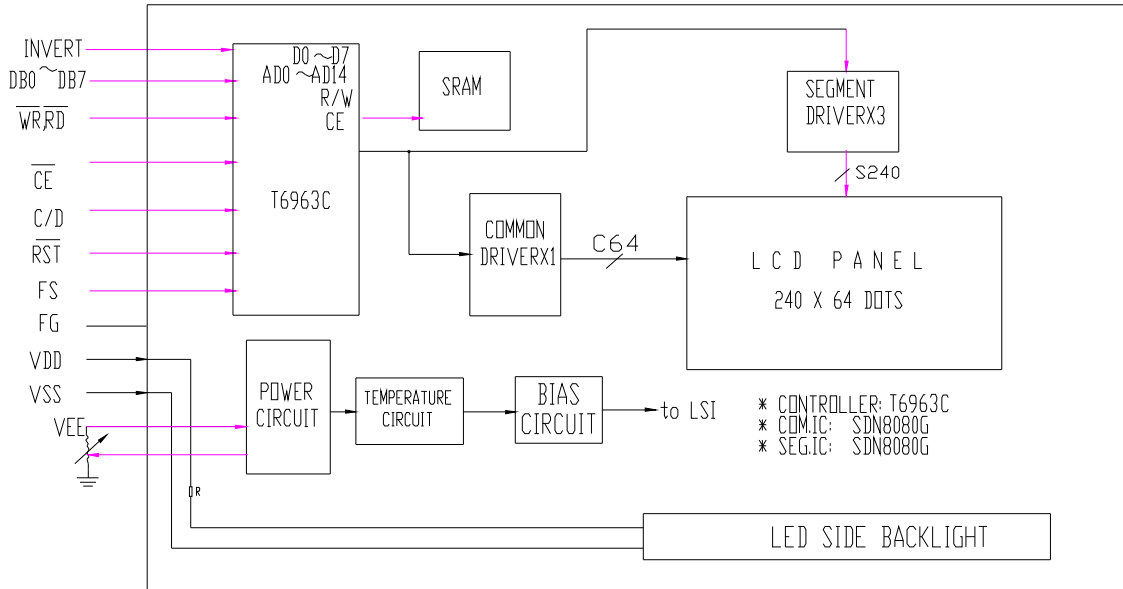 INVERT
DB0~DB7
WR,RD
CE
C/D
RST
FS
FG
VDD
VSS
VEE
D0~D7
AD0~AD14
R/W
CE
T6963C
SRAM
SEGMENT
DRIVERX3
S240
COMMON
DRIVERX1
C64
LCD PANEL
240 X 64 DOTS
POWER
CIRCUIT
TEMPERATURE
CIRCUIT
BIAS
CIRCUIT
to LSI
* CONTROLLER: T6963C
* COM.IC: SDN8080G
* SEG.IC: SDN8080G
R
LED SIDE BACKLIGHT